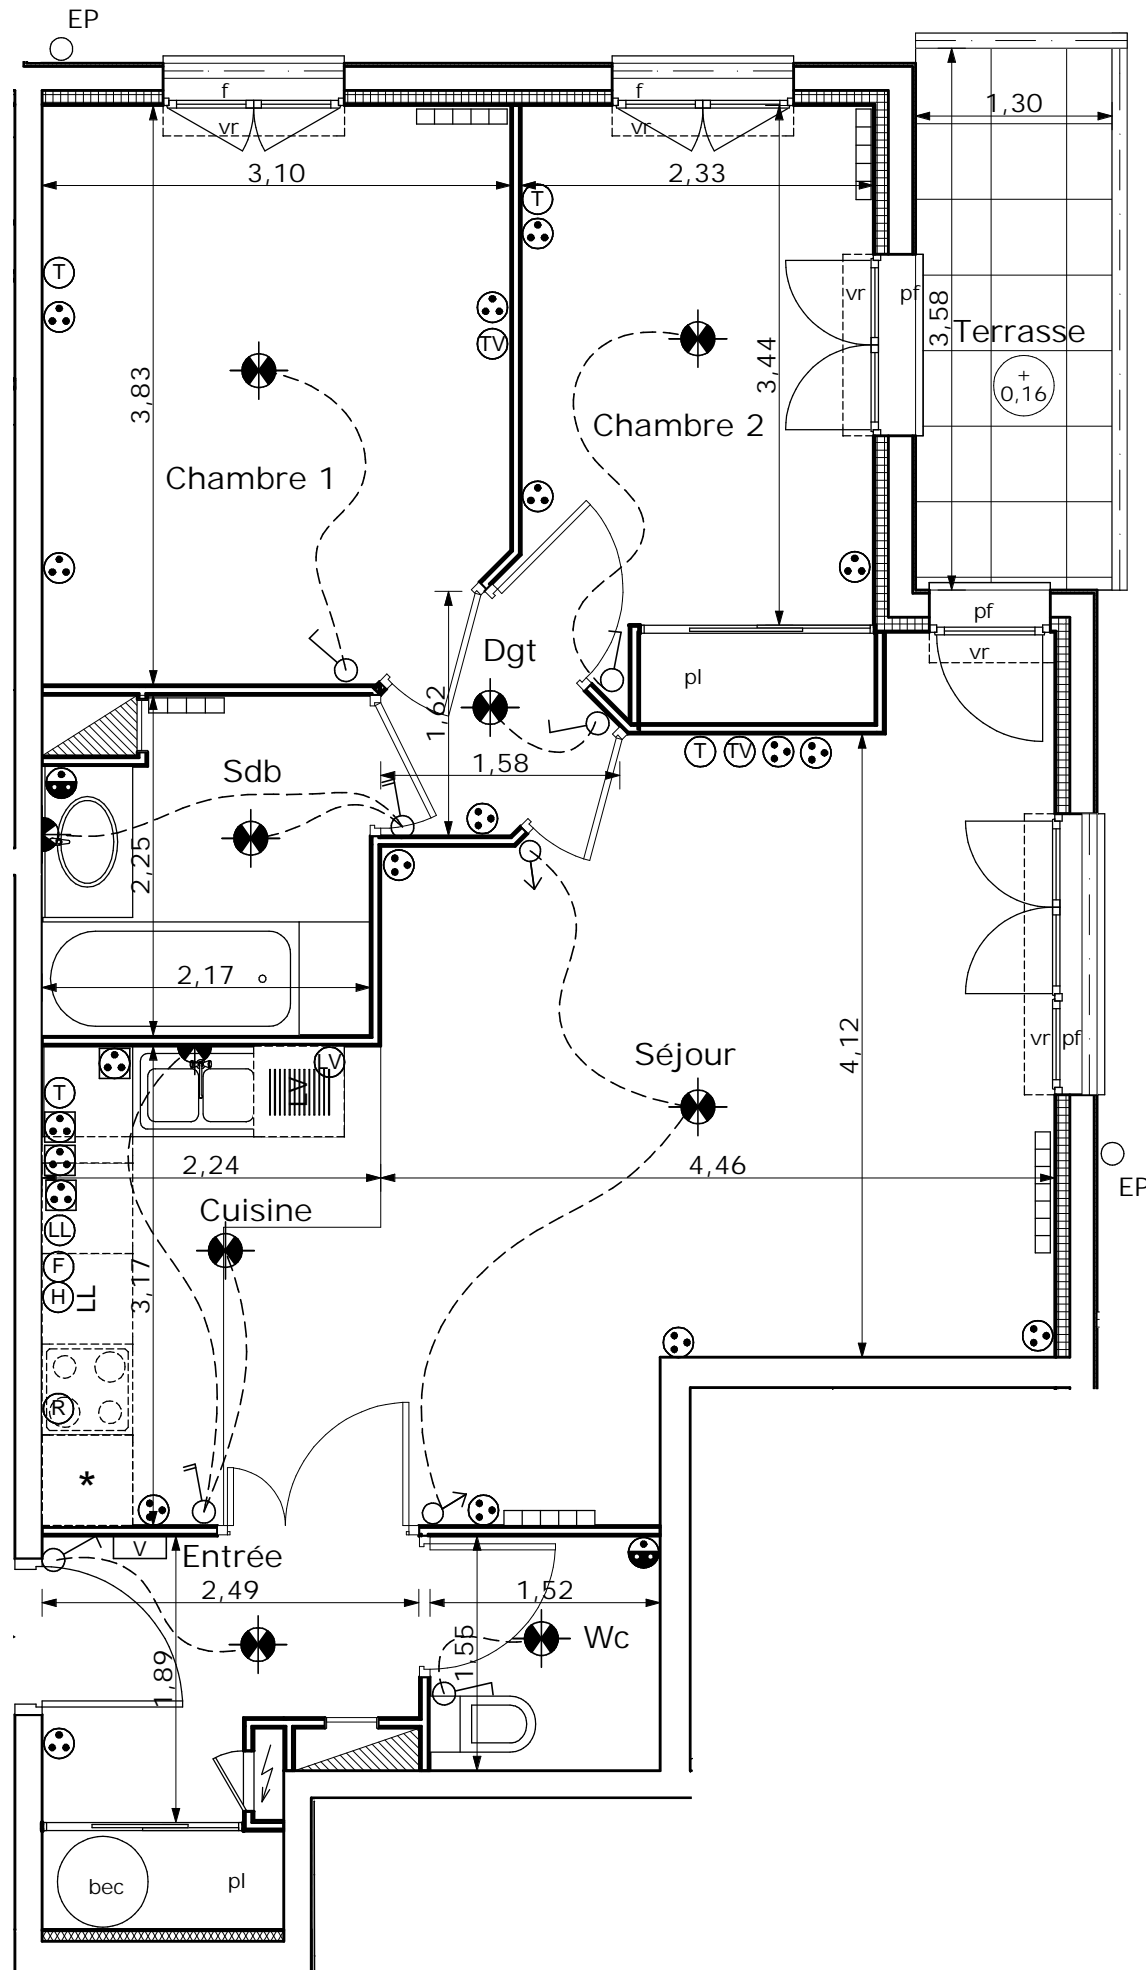 EP
f
f
vr
vr
1,30
3,10
2,33
T
T
TV
vr
pf
3,58
Terrasse
+
0,16
3,44
3,83
Chambre 2
Chambre 1
pf
vr
Dgt
pl
1,62
T
TV
1,58
Sdb
2,25
2,17
4,12
Séjour
vr
pf
LV
LV
T
2,24
4,46
EP
Cuisine
LL
F
H
LL
3,17
R
*
V
Entrée
2,49
1,52
Wc
1,55
1,89
bec
pl